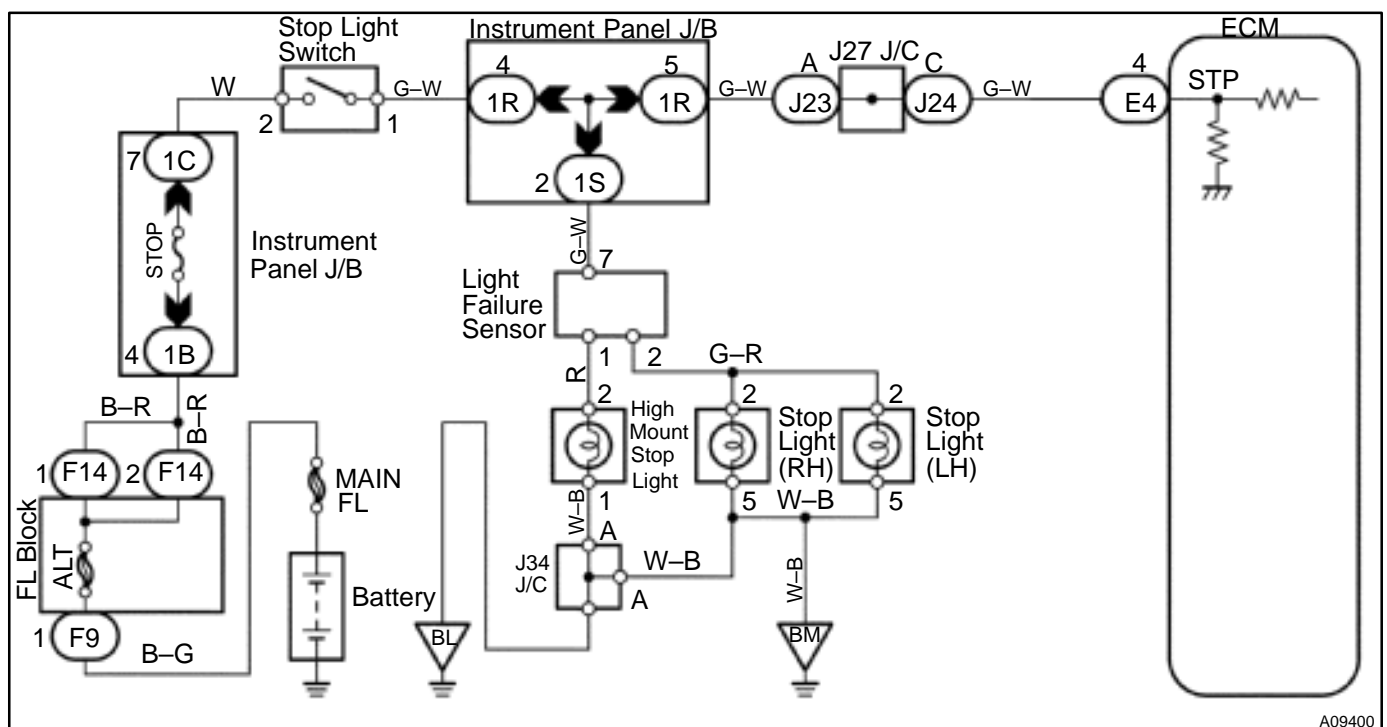 Stop Light
Switch
Instrument Panel J/B
J27 J/C
ECM
W
2
1
G–W
4
1R
5
1R
G–W
A
J23
C
J24
G–W
4
E4
STP
7
1C
2
1S
STOP
Instrument
Panel J/B
G–W
7
Light
Failure
Sensor
4
1B
1
2
G–R
R
B–R
B–R
2
High
Mount
Stop
Light
2
Stop
Light
(RH)
2
Stop
Light
(LH)
1
F14
2
F14
MAIN
FL
1
5
W–B
5
W–B
FL Block
ALT
A
J34
J/C
W–B
A
W–B
Battery
1
F9
B–G
BL
BM
A09400